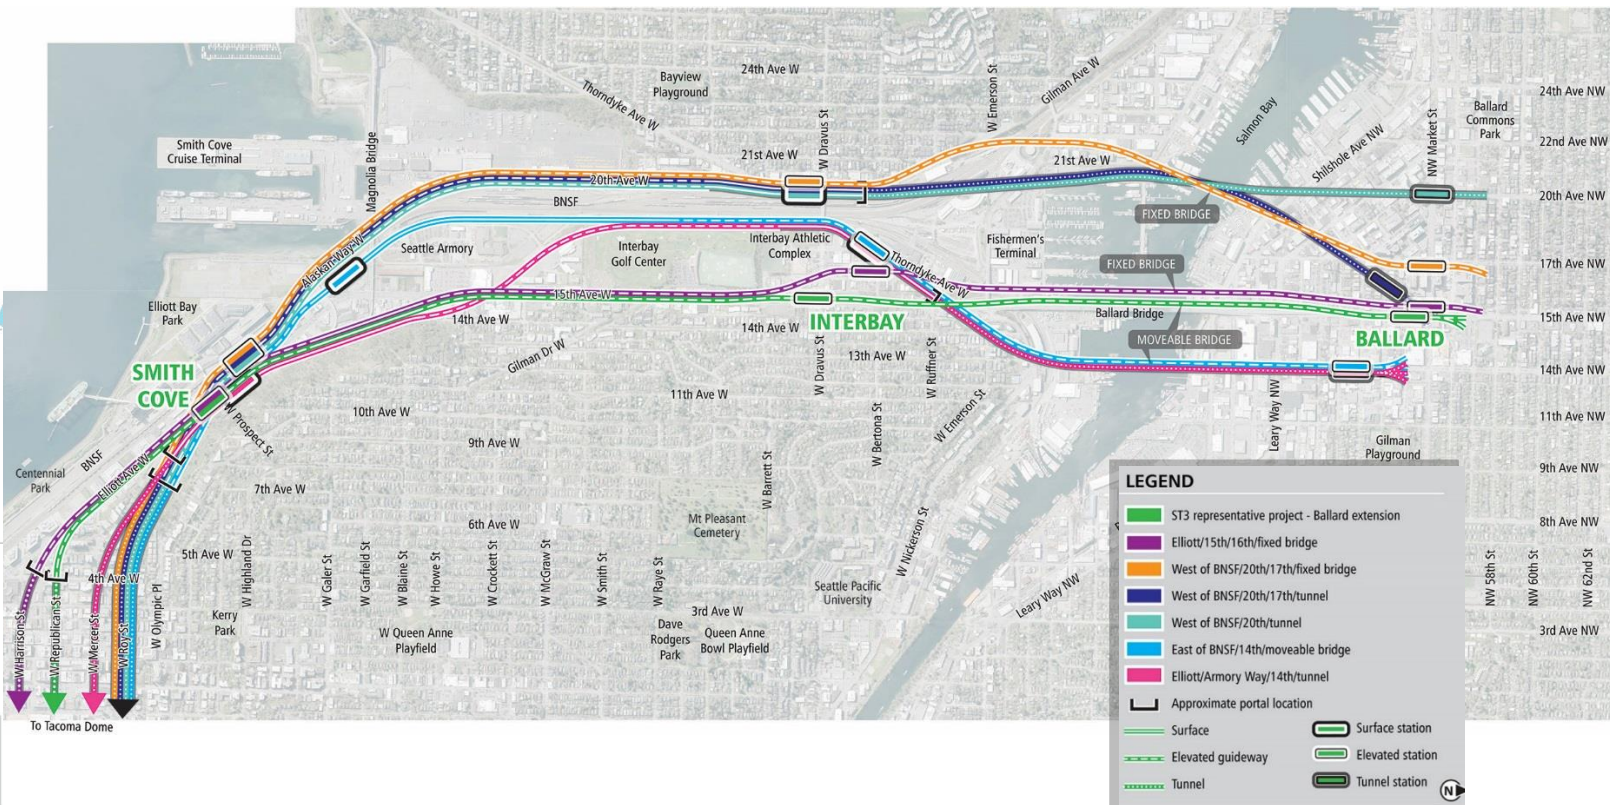 24th Ave W
Bayview
Playground
Thorndyke Ave W
W Dravus St
W Emerson St
Gilman Ave W
Salmon Bay
Shilshole Ave NW
NW Market St
Ballard
Commons
Park
24th Ave NW
22nd Ave NW
20th Ave NW
17th Ave NW
15th Ave NW
14th Ave NW
11th Ave NW
9th Ave NW
8th Ave NW
3rd Ave NW
Smith Cove
Cruise Terminal
Magnolia Bridge
21st Ave W
21st Ave W
20th Ave W
BNSF
FIXED BRIDGE
Alaskan Way W
Seattle Armory
Interbay
Golf Center
Interbay Athletic
Complex
Thorndyke Ave W
Fishermen's
Terminal
FIXED BRIDGE
Elliott Bay
Park
15th Ave W
14th Ave W
14th Ave W
INTERBAY
Ballard Bridge
MOVEABLE BRIDGE
BALLARD
Gilman Dr W
13th Ave W
W Dravus St
W Ruffner St
SMITH
COVE
W Prospect St
10th Ave W
11th Ave W
9th Ave W
W Bertona St
W Emerson St
Leary Way NW
Gilman
Playground
Centennial
Park
BNSF
Elliott Ave W
7th Ave W
6th Ave W
W Barrett St
Mt Pleasant
Cemetery
W Nickerson St
5th Ave W
4th Ave W
W Highland Dr
W Galer St
W Garfield St
W Blaine St
W Howe St
W Crockett St
W McGraw St
W Smith St
W Raye St
Seattle Pacific
University
Leary Way NW
NW 58th St
NW 60th St
NW 62nd St
W Harrison St
W Republican St
W Mercer St
W Roy St
W Olympic Pl
Kerry
Park
W Queen Anne
Playfield
3rd Ave W
Dave
Rodgers
Park
Queen Anne
Bowl Playfield
To Tacoma Dome
LEGEND
ST3 representative project - Ballard extension
Elliott/15th/16th/fixed bridge
West of BNSF/20th/17th/fixed bridge
West of BNSF/20th/17th/tunnel
West of BNSF/20th/tunnel
East of BNSF/14th/moveable bridge
Elliott/Armory Way/14th/tunnel
Approximate portal location
Surface
Elevated guideway
Tunnel
Surface station
Elevated station
Tunnel station
N